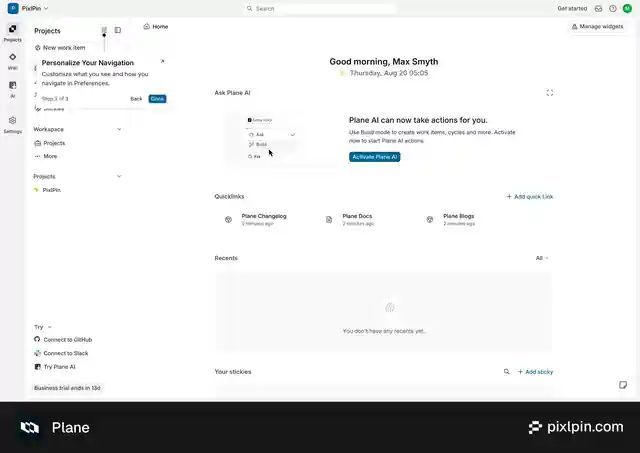 PixlPin
Search
Get started
M
Projects
Wiki
AI
Settings
Projects
New work item
Personalize Your Navigation
Customize what you see and how you
navigate in Preferences.
Step 3 of 3
Back
Done
Stickies
Workspace
Projects
More
Projects
PixlPin
Try
Connect to GitHub
Connect to Slack
Try Plane AI
Business trial ends in 13d
Home
Manage widgets
Good morning, Max Smyth
Thursday, Aug 20 05:05
Ask Plane AI
Ask
Build
Plane AI can now take actions for you.
Use Build mode to create work items, cycles and more. Activate
now to start Plane AI actions.
Activate Plane AI
Quicklinks
Add quick Link
Plane Changelog
2 minutes ago
Plane Docs
2 minutes ago
Plane Blogs
2 minutes ago
Recents
All
You don't have any recents yet.
Your stickies
Add sticky
Plane
pixlpin.com